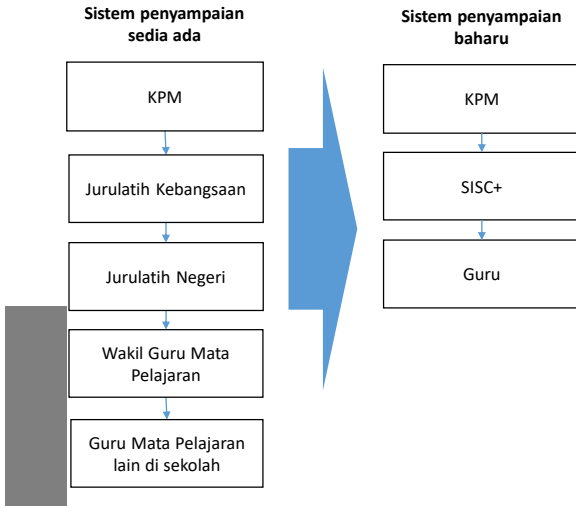 Sistem penyampaian
sedia ada
KPM
Jurulatih Kebangsaan
Jurulatih Negeri
Wakil Guru Mata
Pelajaran
Guru Mata Pelajaran
lain di sekolah
Sistem penyampaian
baharu
KPM
SISC+
Guru